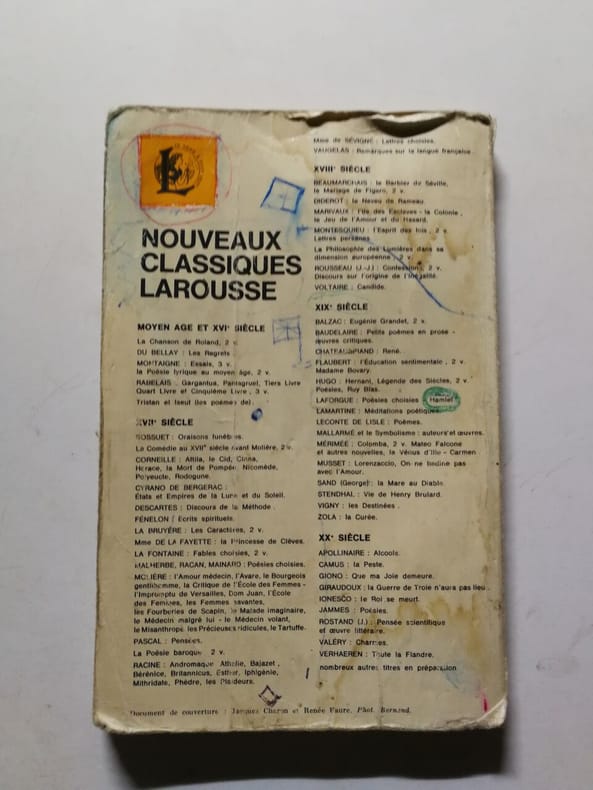 L
NOUVEAUX
CLASSIQUES
LAROUSSE
MOYEN AGE ET XVIe SIÈCLE
La Chanson de Roland, 2 v.
DU BELLAY : Les Regrets
MONTAIGNE : Essais, 3 v.
la Poésie lyrique au moyen âge, 2 v.
RABELAIS : Gargantua, Pantagruel, Tiers Livre
Quart Livre et Cinquième Livre, 3 v.
Tristan et Iseut (les poèmes de)
XVIIe SIÈCLE
BOSSUET : Oraisons funèbres.
La Comédie au XVIIe siècle avant Molière, 2 v.
CORNEILLE : Attila, le Cid, Cinna,
Horace, la Mort de Pompée, Nicomède,
Polyeucte, Rodogune.
CYRANO DE BERGERAC :
États et Empires de la Lune et du Soleil.
DESCARTES : Discours de la Méthode.
FÉNELON : Écrits spirituels.
LA BRUYÈRE : Les Caractères, 2 v.
Mme DE LA FAYETTE : la Princesse de Clèves.
LA FONTAINE : Fables choisies, 2 v.
MALHERBE, RACAN, MAINARD : Poésies choisies.
MOLIÈRE : l'Amour médecin, l'Avare, le Bourgeois
gentilhomme, la Critique de l'École des Femmes -
l'Impromptu de Versailles, Dom Juan, l'École
des Femmes, les Femmes savantes,
les Fourberies de Scapin, le Malade imaginaire,
le Médecin malgré lui - le Médecin volant,
le Misanthrope, les Précieuses ridicules, le Tartuffe.
PASCAL : Pensées.
La Poésie baroque 2 v.
RACINE : Andromaque Athalie, Bajazet,
Bérénice, Britannicus, Esther, Iphigénie,
Mithridate, Phèdre, les Plaideurs.
Mme de SÉVIGNÉ : Lettres choisies.
VAUGELAS : Remarques sur la langue française
XVIIIe SIÈCLE
BEAUMARCHAIS : le Barbier de Séville,
le Mariage de Figaro, 2 v.
DIDEROT : le Neveu de Rameau.
MARIVAUX : l'Ile des Esclaves - la Colonie,
le Jeu de l'Amour et du Hasard.
MONTESQUIEU : l'Esprit des lois, 2 v.
Lettres persanes
La Philosophie des Lumières dans sa
dimension européenne, 2 v.
ROUSSEAU (J.-J.) : Confessions, 2 v.
Discours sur l'origine de l'inégalité.
VOLTAIRE : Candide.
XIXe SIÈCLE
BALZAC : Eugénie Grandet, 2 v.
BAUDELAIRE : Petits poèmes en prose -
œuvres critiques.
CHATEAUBRIAND : René.
FLAUBERT : l'Éducation sentimentale, 2 v.
Madame Bovary.
HUGO : Hernani, Légende des Siècles, 2 v.
Poésies, Ruy Blas.
LAFORGUE : Poésies choisies - Hamlet
LAMARTINE : Méditations poétiques
LECONTE DE LISLE : Poèmes.
MALLARMÉ et le Symbolisme : auteurs et œuvres.
MÉRIMÉE : Colomba, 2 v. Mateo Falcone
et autres nouvelles, la Vénus d'Ille - Carmen
MUSSET : Lorenzaccio, On ne badine pas
avec l'Amour.
SAND (George) : la Mare au Diable
STENDHAL : Vie de Henry Brulard.
VIGNY : les Destinées
ZOLA : la Curée.
XXe SIÈCLE
APOLLINAIRE : Alcools.
CAMUS : la Peste.
GIONO : Que ma Joie demeure.
GIRAUDOUX : la Guerre de Troie n'aura pas lieu
IONESCO : le Roi se meurt.
JAMMES : Poésies.
ROSTAND (J.) : Pensée scientifique
et œuvre littéraire.
VALÉRY : Charmes.
VERHAEREN : Toute la Flandre.
nombreux autres titres en préparation
Document de couverture : Jacques Charon et Renée Faure. Phot. Bernand.